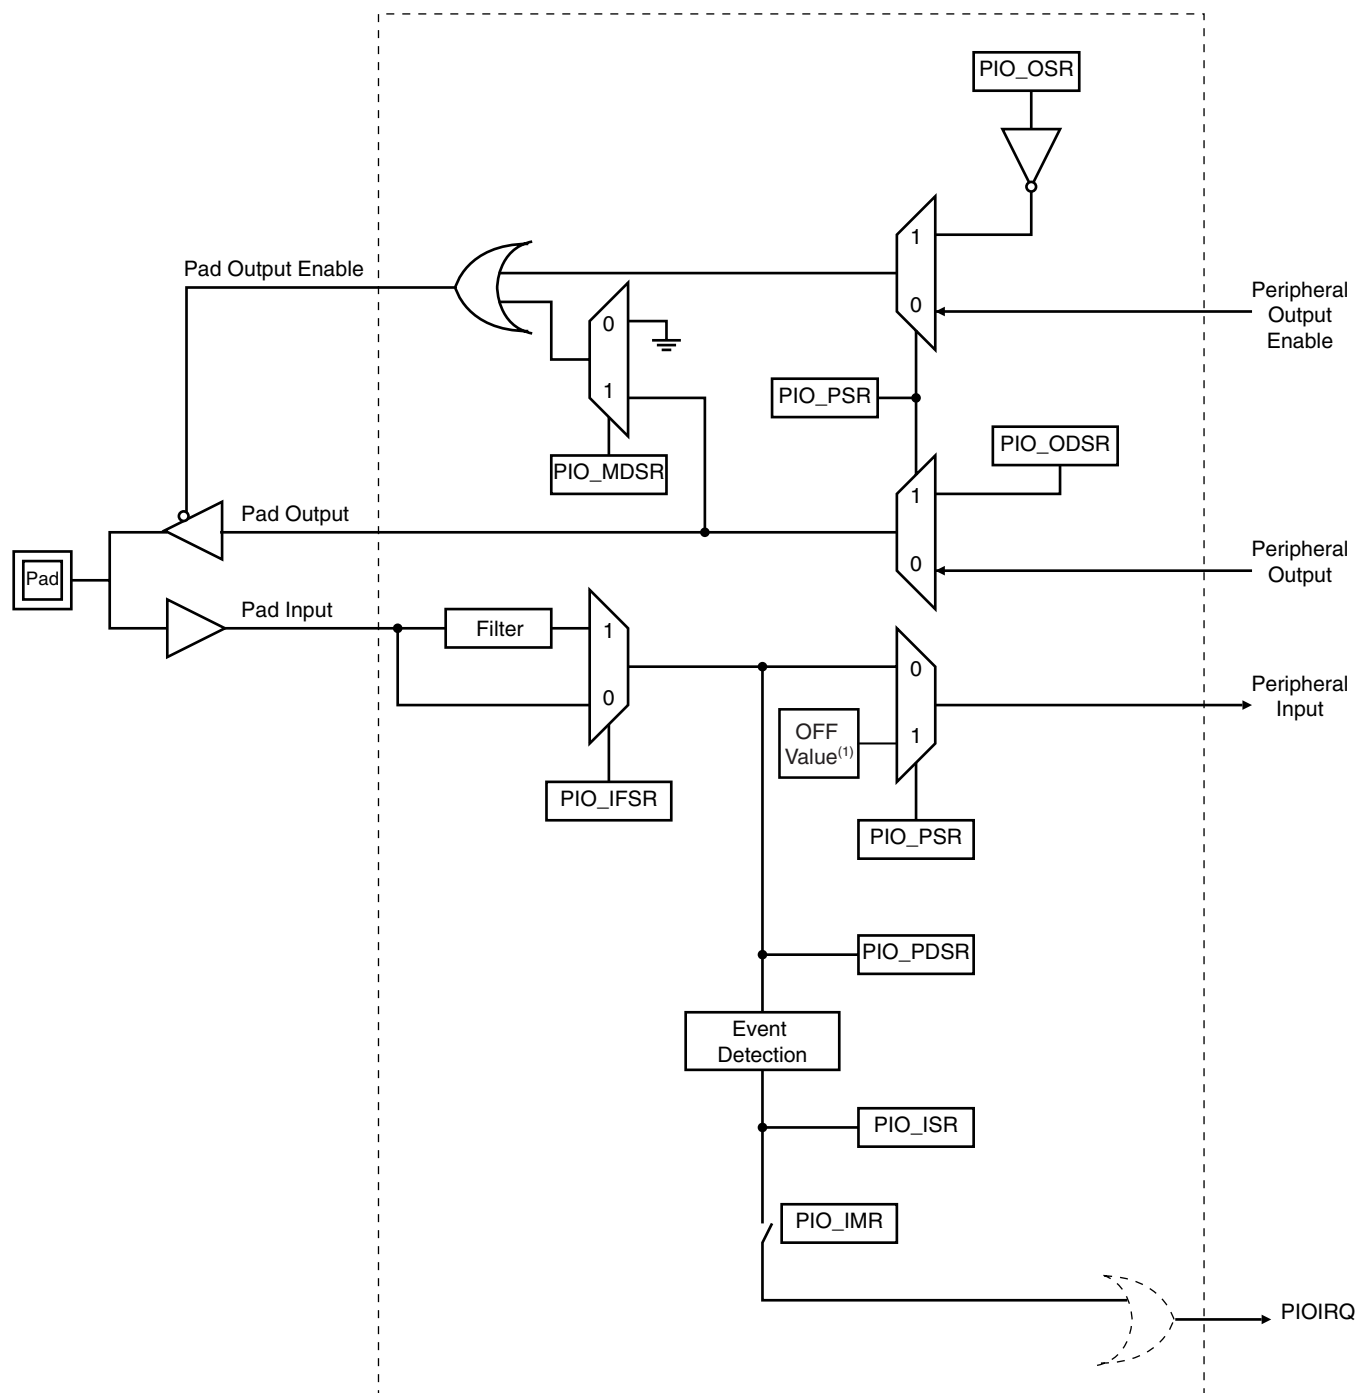 PIO_OSR
1
Pad Output Enable
0
Peripheral
Output
Enable
0
1
PIO_PSR
PIO_MDSR
PIO_ODSR
1
Pad Output
0
Peripheral
Output
Pad
Pad Input
Filter
1
0
0
Peripheral
Input
OFF
Value(1)
1
PIO_IFSR
PIO_PSR
PIO_PDSR
Event
Detection
PIO_ISR
PIO_IMR
PIOIRQ